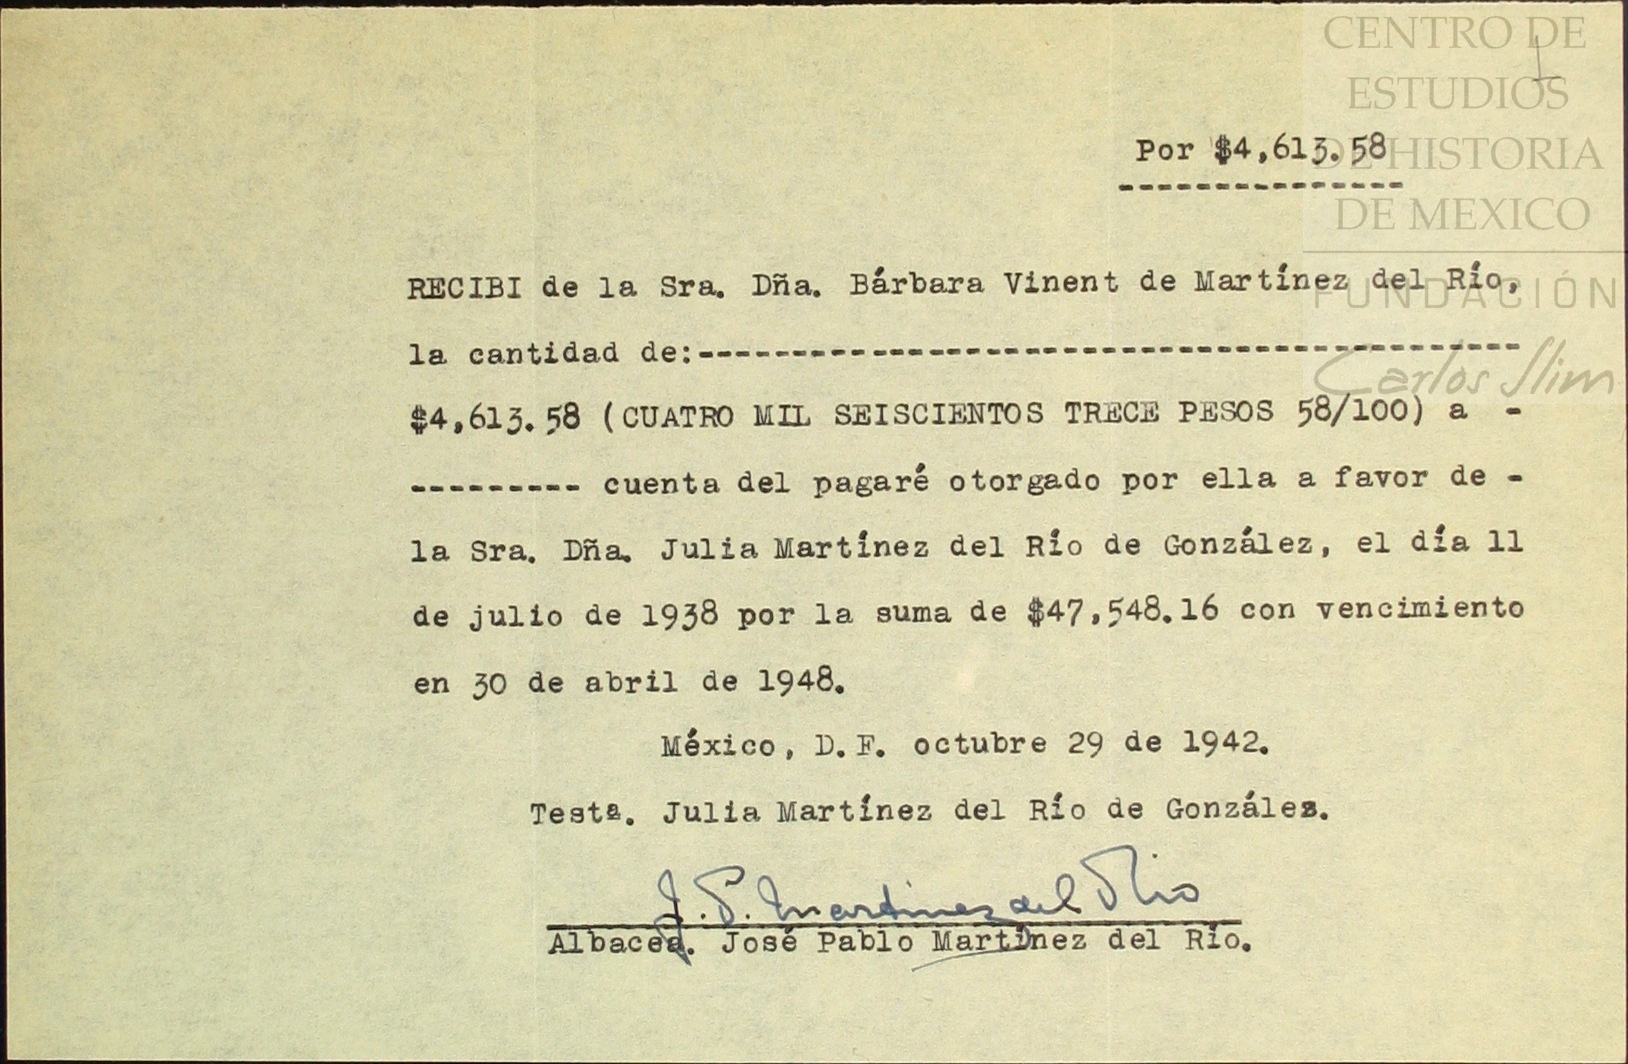 CENTRO DE
ESTUDIOS
DE HISTORIA
DE MEXICO
FUNDACIÓN
Carlos Slim
Por $4,613.58
----------------
RECIBI de la Sra. Dña. Bárbara Vinent de Martínez del Río,
la cantidad de:-------------------------------------------
$4,613.58 (CUATRO MIL SEISCIENTOS TRECE PESOS 58/100) a -
--------- cuenta del pagaré otorgado por ella a favor de -
la Sra. Dña. Julia Martínez del Río de González, el día 11
de julio de 1938 por la suma de $47,548.16 con vencimiento
en 30 de abril de 1948.
México, D.F. octubre 29 de 1942.
Testª. Julia Martínez del Río de González.
J. P. Martinez del Rio
Albacea. José Pablo Martínez del Río.